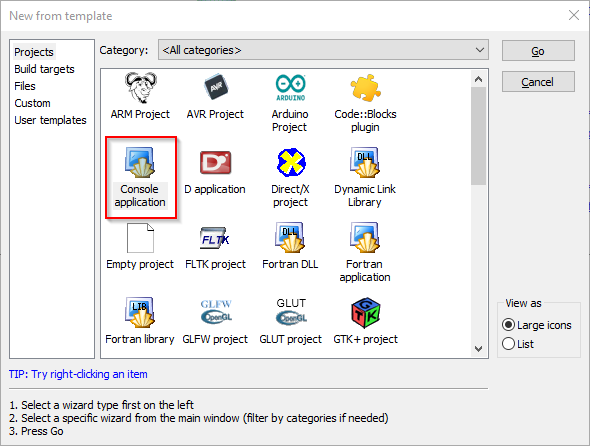 New from template
Projects
Build targets
Files
Custom
User templates
Category: <All categories>
Go
Cancel
ARM Project
AVR
AVR Project
ARDUINO
Arduino
Project
Code::Blocks
plugin
Console
application
D
D application
Direct/X
project
DLL
Dynamic Link
Library
Empty project
FLTK
FLTK project
DLL
Fortran DLL
Fortran
application
LIB
Fortran library
GLFW
OpenGL
GLFW project
GLUT
OpenGL
GLUT project
GTK
GTK+ project
View as
Large icons
List
TIP: Try right-clicking an item
1. Select a wizard type first on the left
2. Select a specific wizard from the main window (filter by categories if needed)
3. Press Go